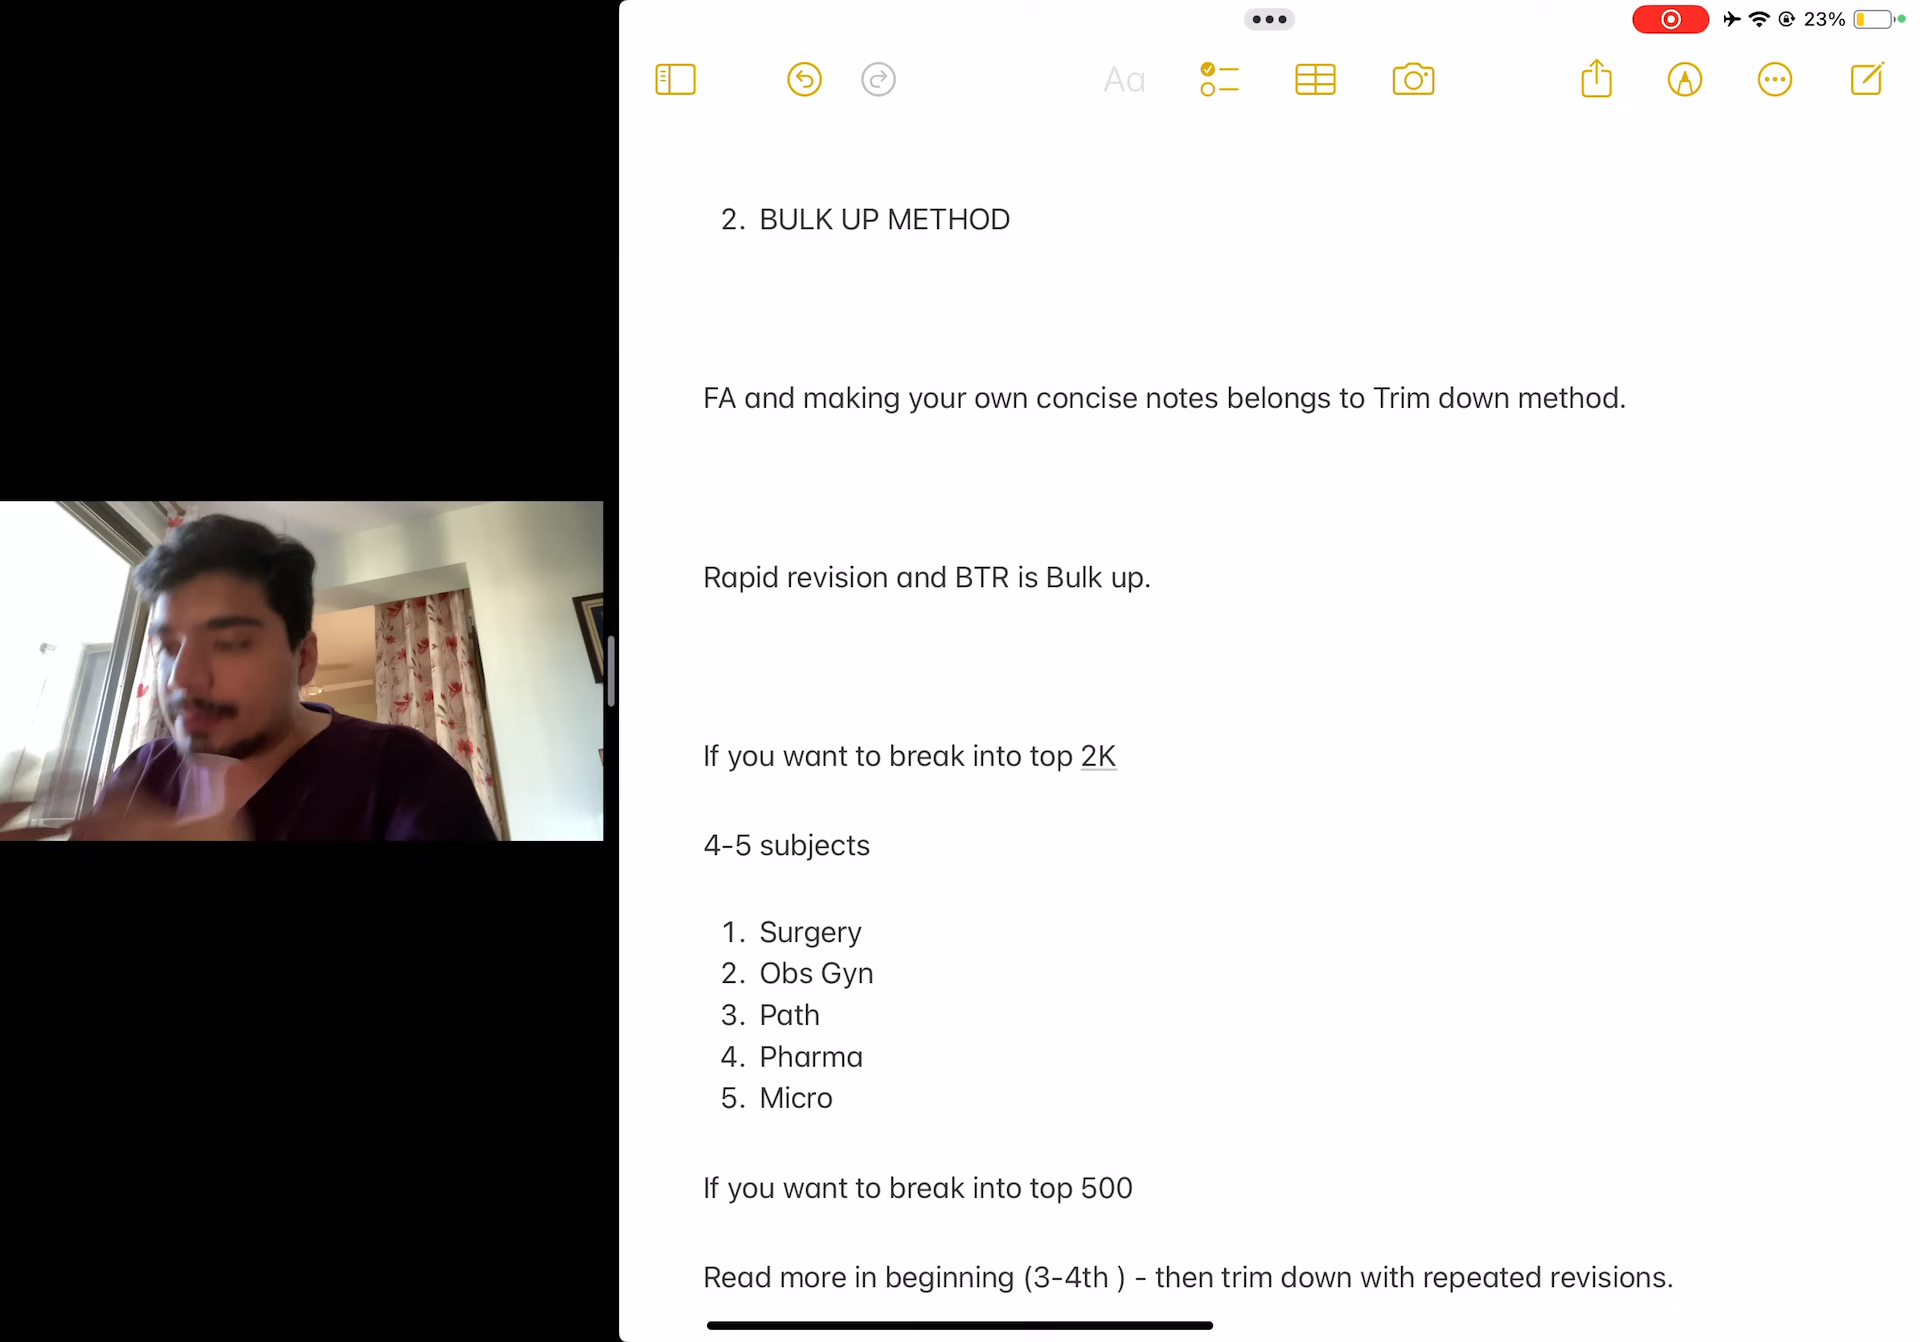 23%
Aa
2. BULK UP METHOD
FA and making your own concise notes belongs to Trim down method.
Rapid revision and BTR is Bulk up.
If you want to break into top 2K
4-5 subjects
1. Surgery
2. Obs Gyn
3. Path
4. Pharma
5. Micro
If you want to break into top 500
Read more in beginning (3-4th ) - then trim down with repeated revisions.